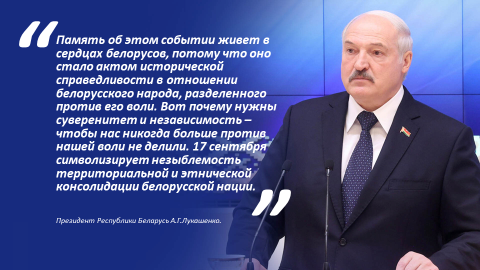 “
Память об этом событии живет в
сердцах белорусов, потому что оно
стало актом исторической
справедливости в отношении
белорусского народа, разделенного
против его воли. Вот почему нужны
суверенитет и независимость –
чтобы нас никогда больше против
нашей воли не делили. 17 сентября
символизирует незыблемость
территориальной и этнической
консолидации белорусской нации.
”
Президент Республики Беларусь А.Г.Лукашенко.